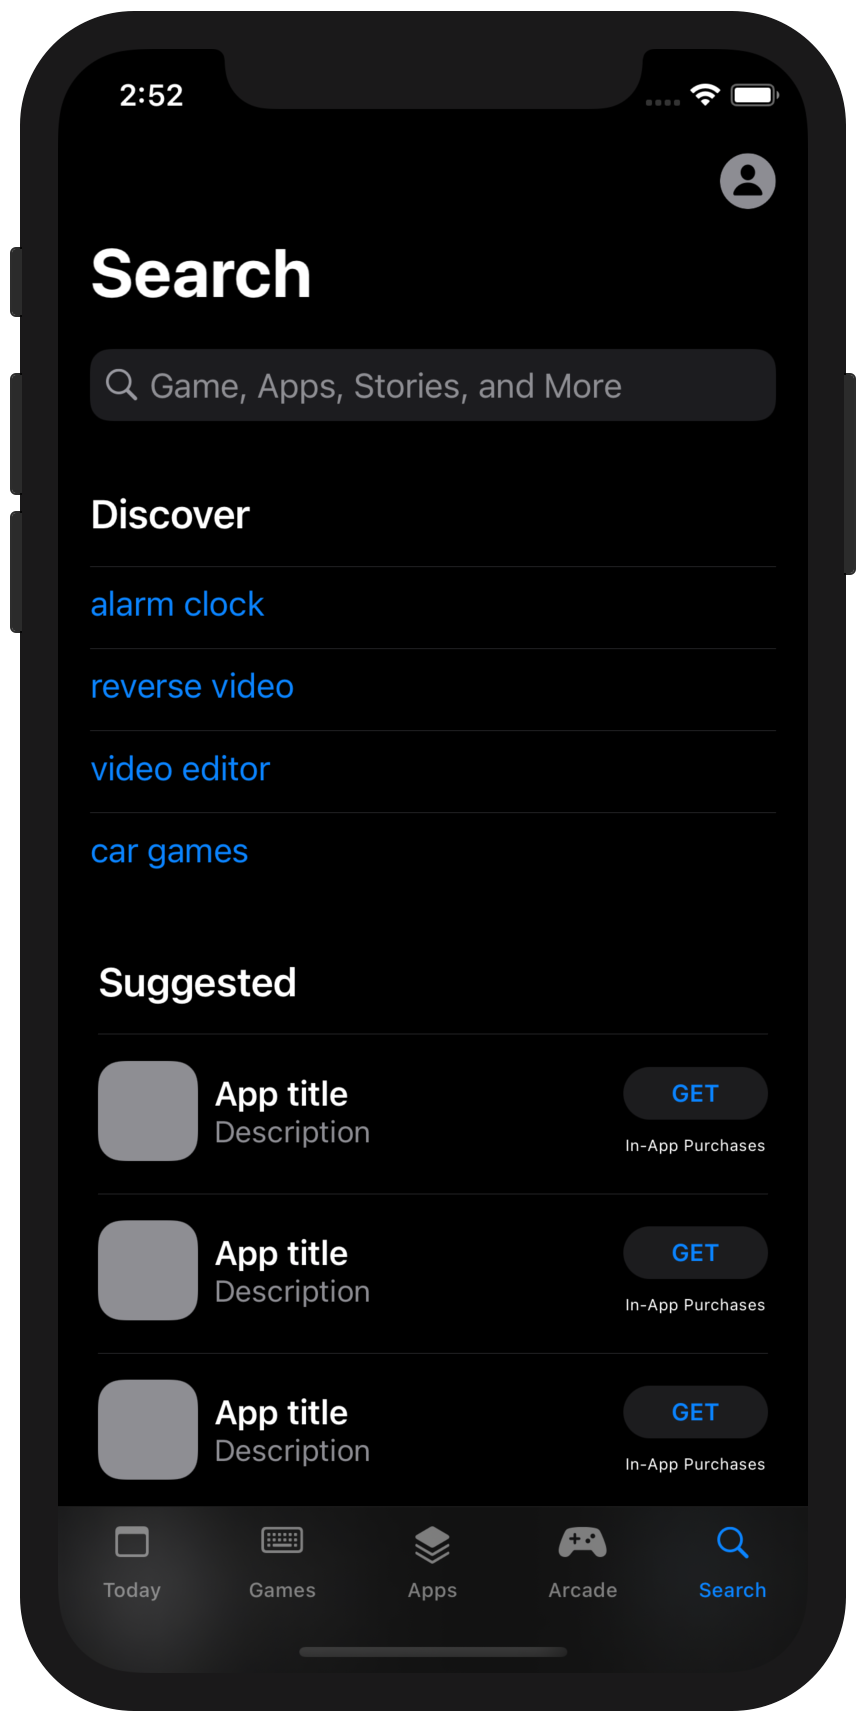 2:52
Search
Game, Apps, Stories, and More
Discover
alarm clock
reverse video
video editor
car games
Suggested
App title
Description
GET
In-App Purchases
App title
Description
GET
In-App Purchases
App title
Description
GET
In-App Purchases
Today Games Apps Arcade Search